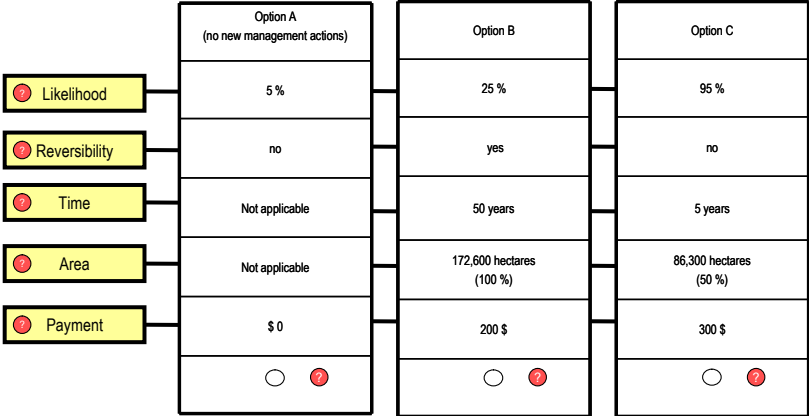 Option A
(no new management actions)
Option B
Option C
? Likelihood
5 %
25 %
95 %
? Reversibility
no
yes
no
? Time
Not applicable
50 years
5 years
? Area
Not applicable
172,600 hectares
(100 %)
86,300 hectares
(50 %)
? Payment
$ 0
200 $
300 $
?
?
?